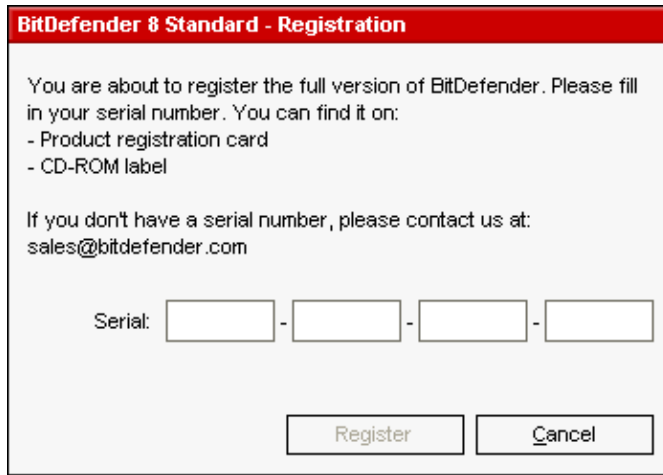 BitDefender 8 Standard - Registration
You are about to register the full version of BitDefender. Please fill
in your serial number. You can find it on:
- Product registration card
- CD-ROM label
If you don't have a serial number, please contact us at:
sales@bitdefender.com
Serial: - - -
Register Cancel